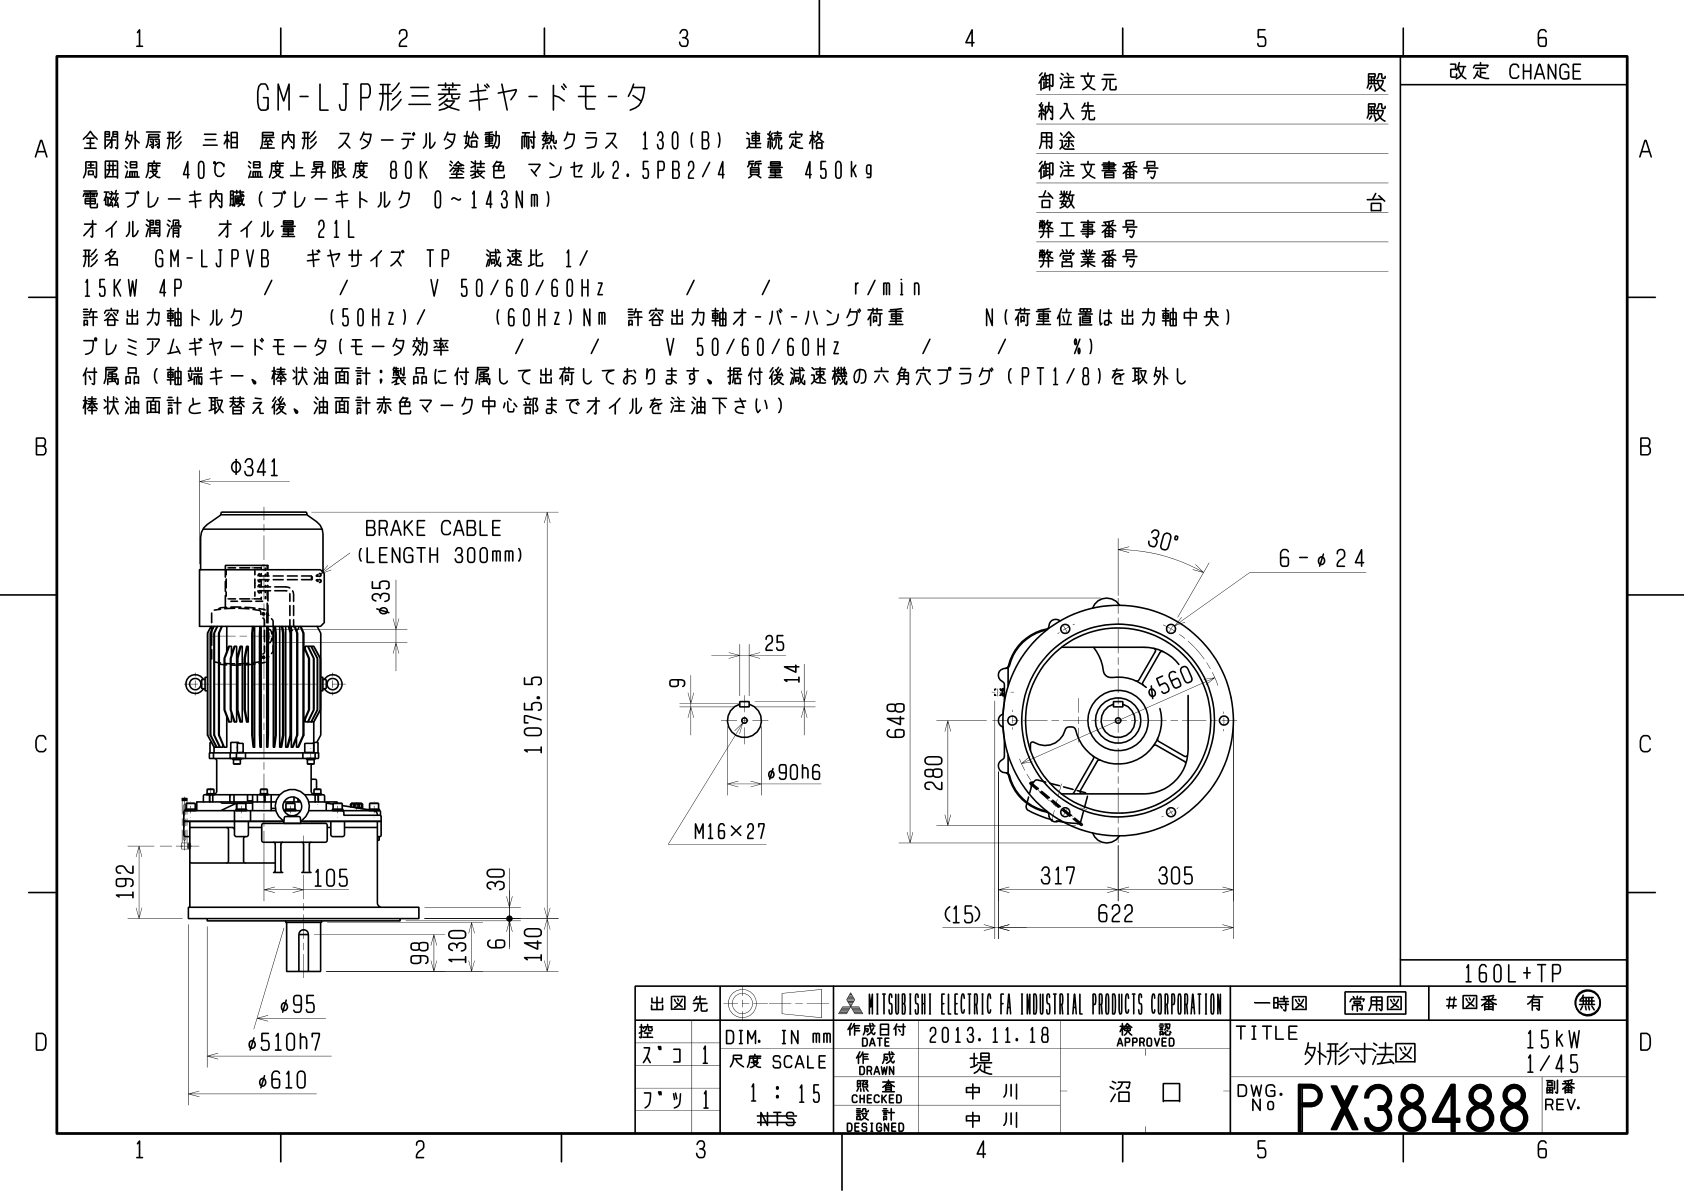 1 2 3 4 5 6
A A
B B
C C
D D
GM-LJP形三菱ギヤ-ドモ-タ
全閉外扇形 三相 屋内形 スターデルタ始動 耐熱クラス 130(B) 連続定格
周囲温度 40℃ 温度上昇限度 80K 塗装色 マンセル2.5PB2/4 質量 450kg
電磁ブレーキ内臓(ブレーキトルク 0~143Nm)
オイル潤滑 オイル量 21L
形名 GM-LJPVB ギヤサイズ TP 減速比 1/
15KW 4P / / V 50/60/60Hz / / r/min
許容出力軸トルク (50Hz)/ (60Hz)Nm 許容出力軸オ-バ-ハング荷重 N(荷重位置は出力軸中央)
プレミアムギヤードモータ(モータ効率 / / V 50/60/60Hz / / %)
付属品(軸端キー、棒状油面計;製品に付属して出荷しております、据付後減速機の六角穴プラグ(PT1/8)を取外し
棒状油面計と取替え後、油面計赤色マーク中心部までオイルを注油下さい)
御注文元 殿
納入先 殿
用途
御注文書番号
台数 台
弊工事番号
弊営業番号
改定 CHANGE
Φ341
BRAKE CABLE
(LENGTH 300mm)
φ35
1075.5
192
105
30
98
130
6
140
φ95
φ510h7
φ610
25
14
9
φ90h6
M16×27
30°
6-φ24
φ560
648
280
317
305
(15)
622
160L+TP
出図先
控
ズコ 1
ブツ 1
DIM. IN mm
尺度 SCALE
1 : 15
NTS
MITSUBISHI ELECTRIC FA INDUSTRIAL PRODUCTS CORPORATION
作成日付 DATE 2013.11.18
作成 DRAWN 堤
照査 CHECKED 中川
設計 DESIGNED 中川
検認 APPROVED
沼口
一時図 常用図 #図番 有 無
TITLE
外形寸法図
15kW
1/45
DWG. No PX38488
副番 REV.
1 2 3 4 5 6